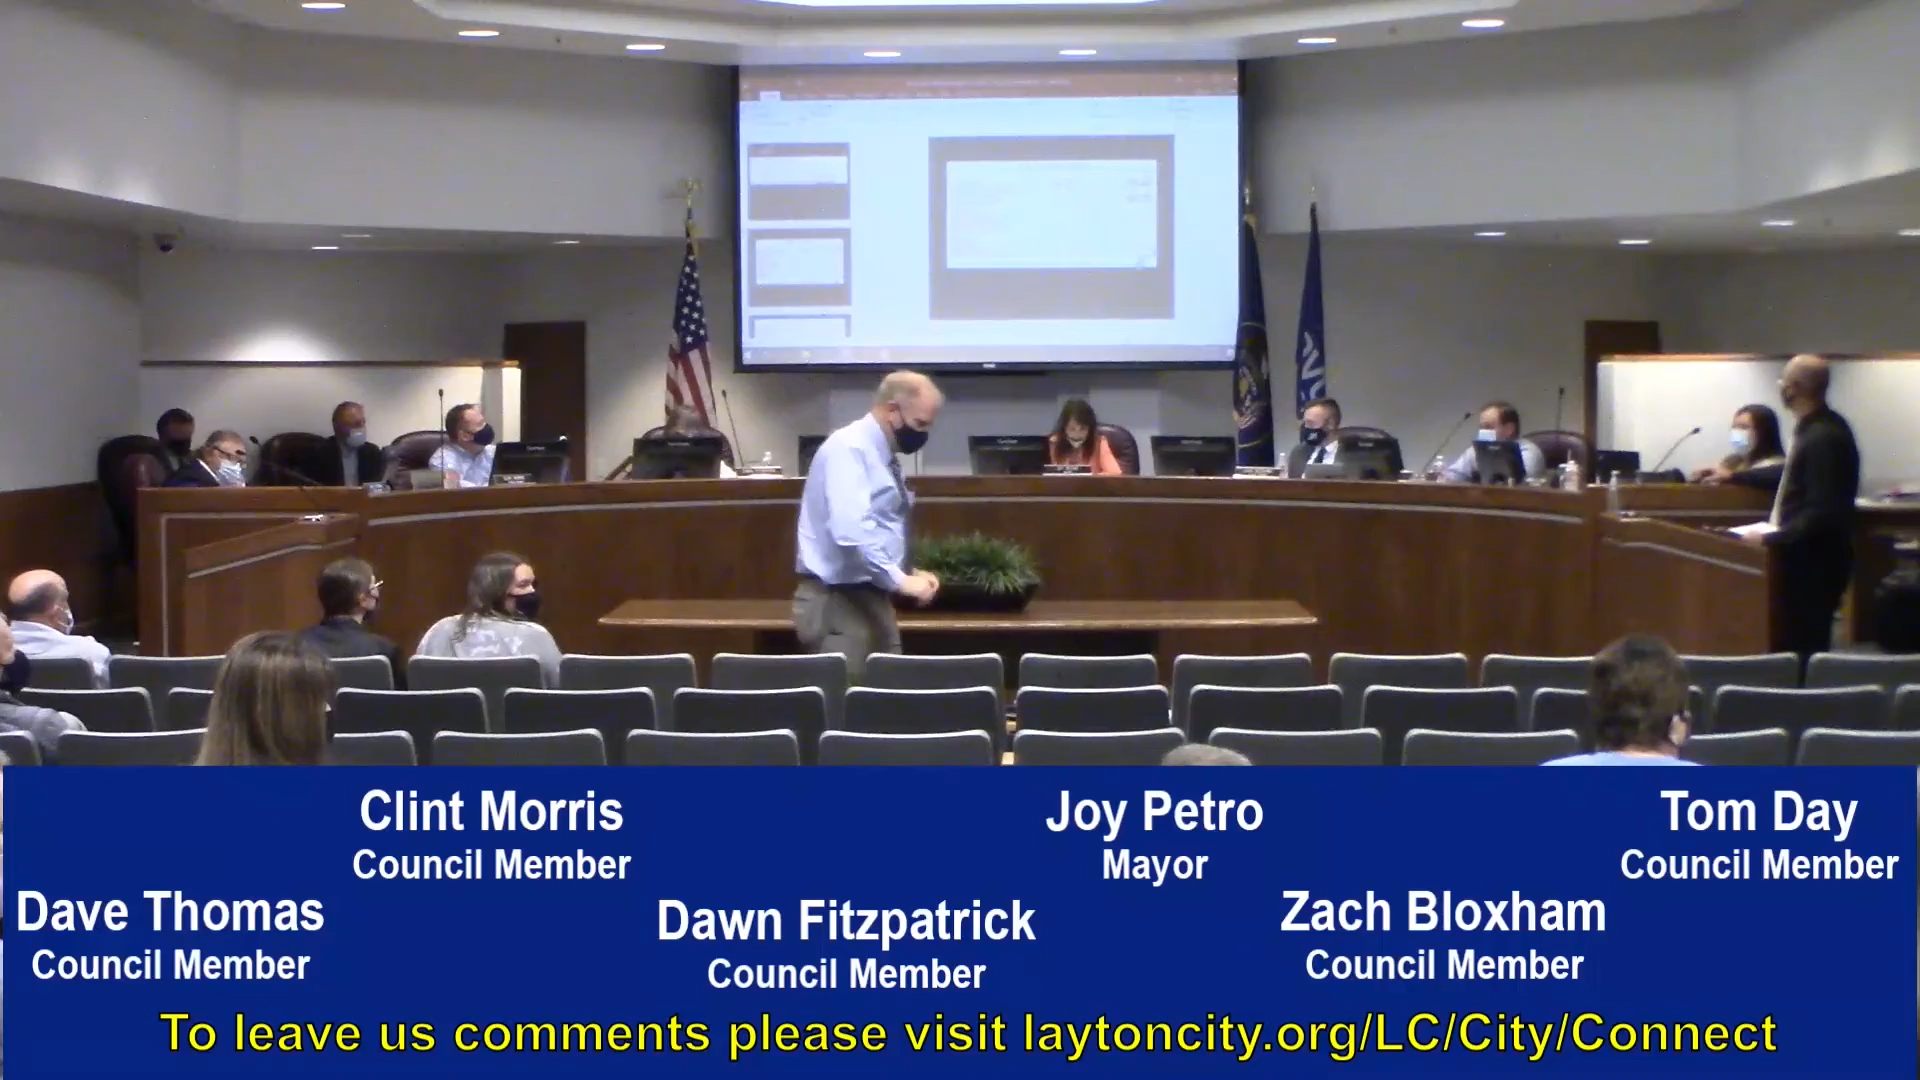 Clint Morris
Council Member
Joy Petro
Mayor
Tom Day
Council Member
Dave Thomas
Council Member
Dawn Fitzpatrick
Council Member
Zach Bloxham
Council Member
To leave us comments please visit laytoncity.org/LC/City/Connect